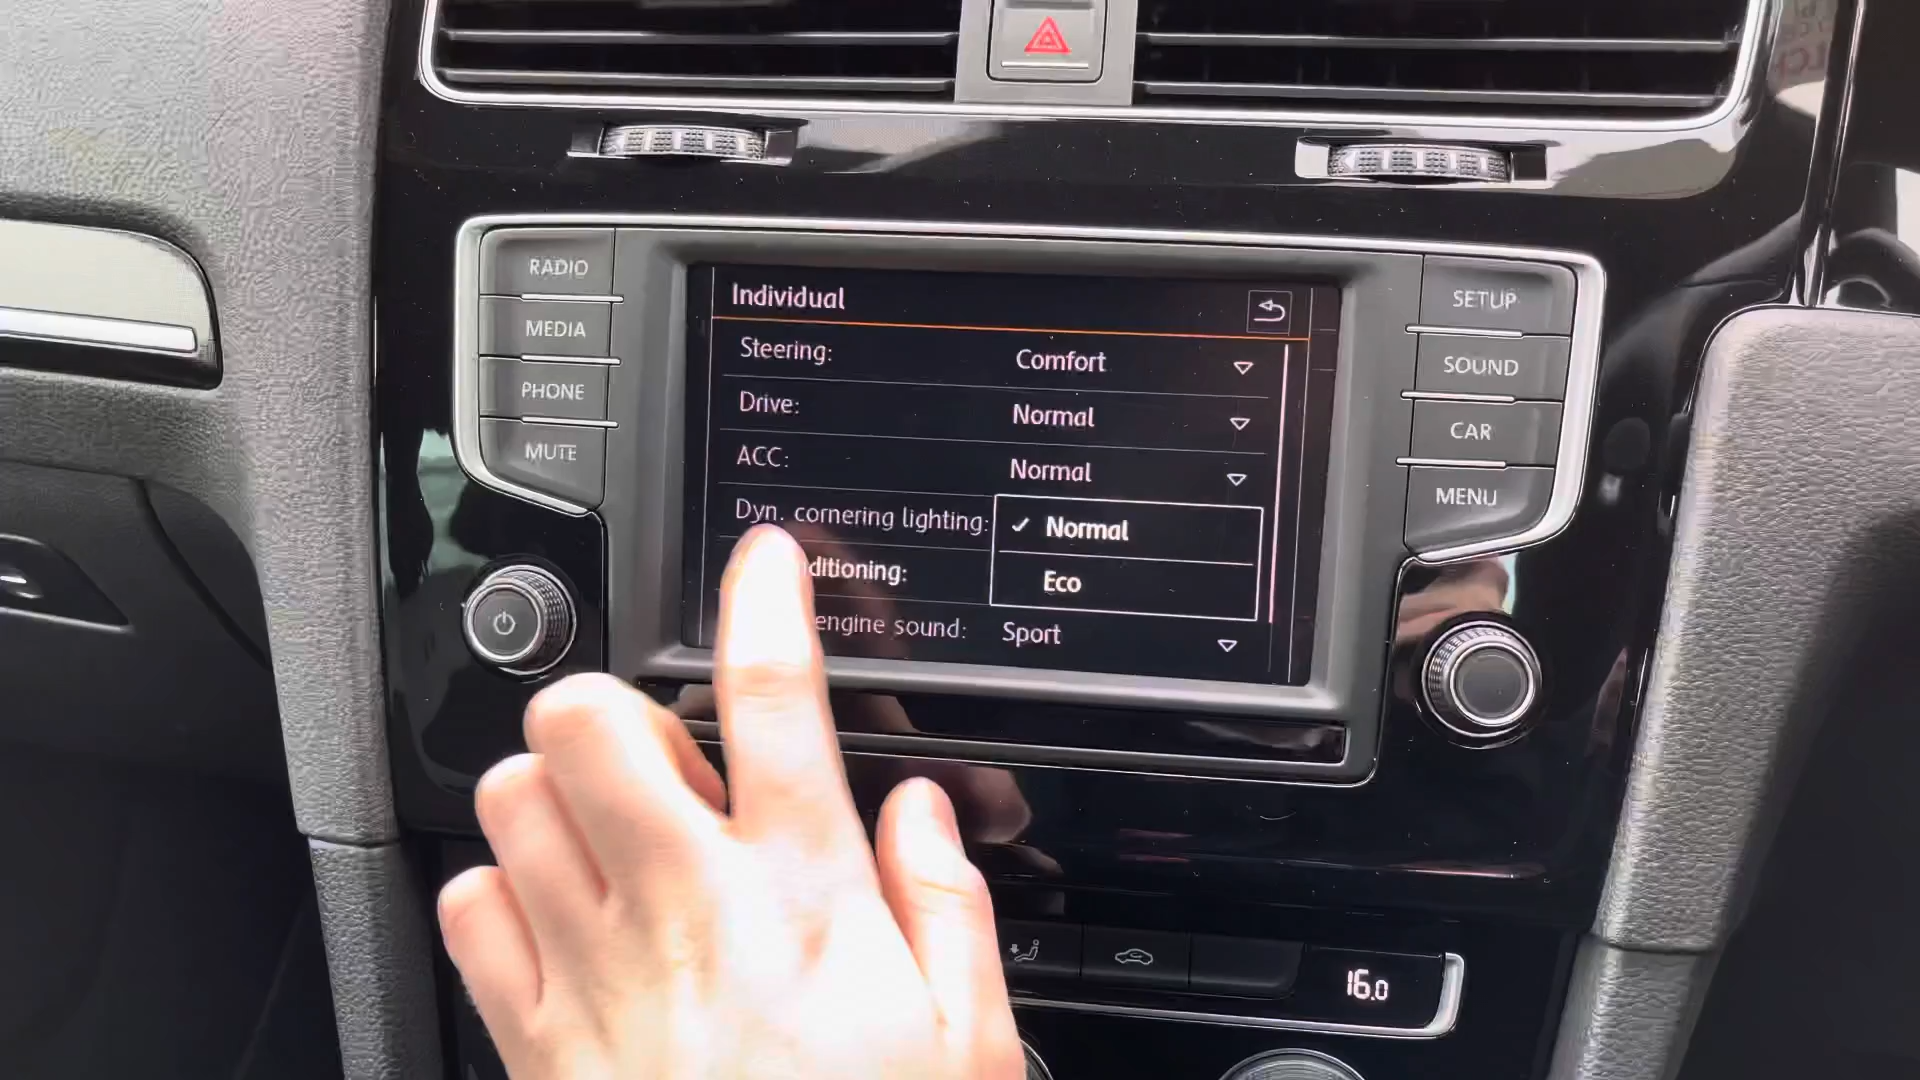 RADIO
MEDIA
PHONE
MUTE
Individual
Steering: Comfort
Drive: Normal
ACC: Normal
Dyn. cornering lighting:
✓ Normal
nditioning:
Eco
engine sound: Sport
SETUP
SOUND
CAR
MENU
16.0